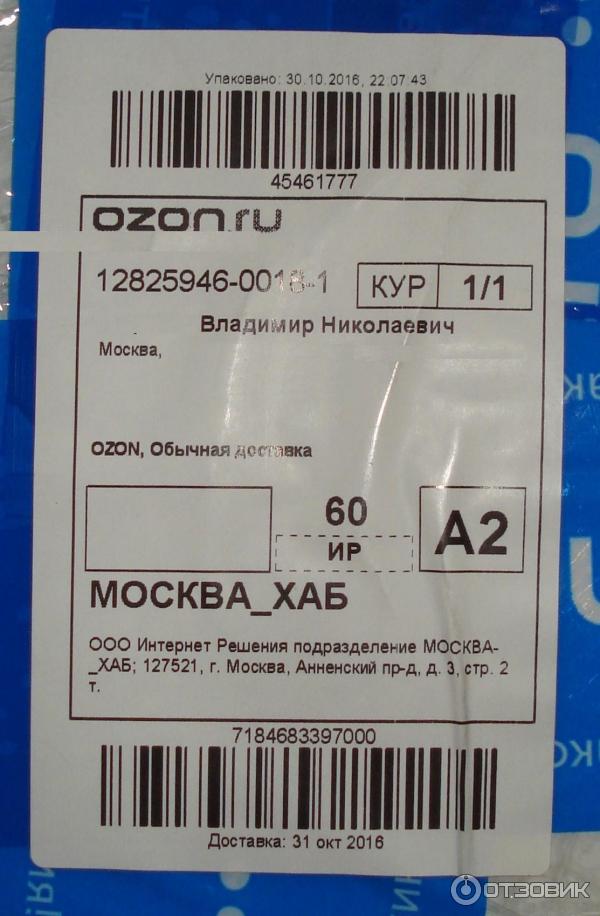 Упаковано: 30.10.2016, 22:07:43
45461777
OZON.ru
12825946-0018-1 КУР 1/1
Владимир Николаевич
Москва,
OZON, Обычная доставка
60
ИР
А2
МОСКВА_ХАБ
ООО Интернет Решения подразделение МОСКВА-
_ХАБ; 127521, г. Москва, Анненский пр-д, д. 3, стр. 2
т.
7184683397000
Доставка: 31 окт 2016
ОТЗОВИК